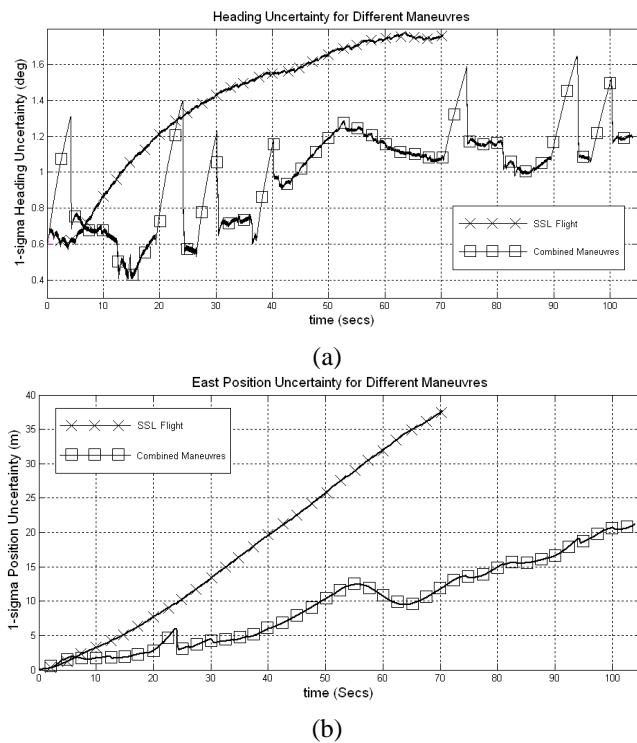 Heading Uncertainty for Different Maneuvres
1-sigma Heading Uncertainty (deg)
1.6
1.4
1.2
1
0.8
0.6
0.4
SSL Flight
Combined Maneuvres
0 10 20 30 40 50 60 70 80 90 100
time (secs)
(a)
East Position Uncertainty for Different Maneuvres
1-sigma Position Uncertainty (m)
40
35
30
25
20
15
10
5
0
SSL Flight
Combined Maneuvres
0 10 20 30 40 50 60 70 80 90 100
time (Secs)
(b)